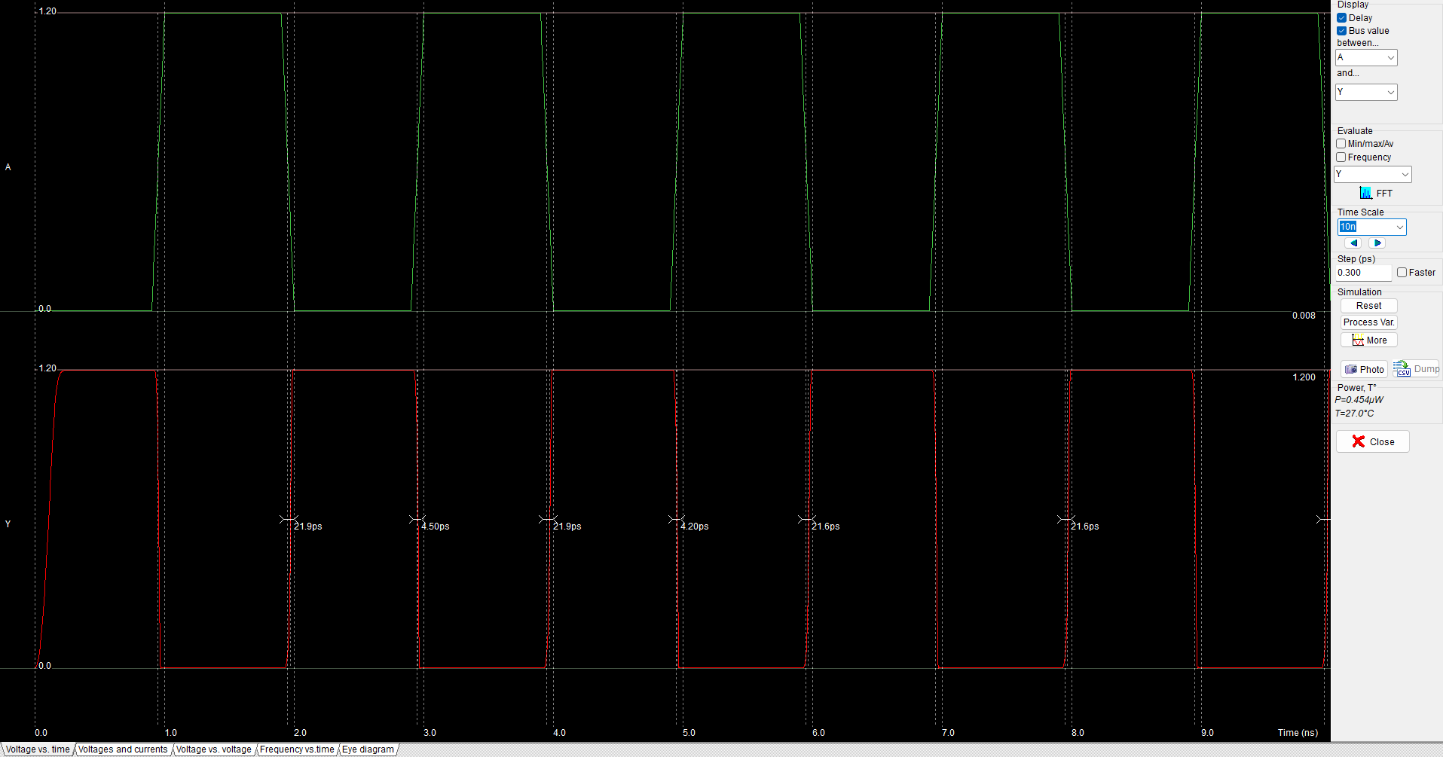 1.20
A
0.0
0.008
1.20
1.200
Y
21.9ps
4.50ps
21.9ps
4.20ps
21.6ps
21.6ps
0.0
0.0
1.0
2.0
3.0
4.0
5.0
6.0
7.0
8.0
9.0
Time (ns)
Voltage vs. time
Voltages and currents
Voltage vs. voltage
Frequency vs.time
Eye diagram
Display
Delay
Bus value
between...
A
and...
Y
Evaluate
Min/max/Av
Frequency
Y
FFT
Time Scale
10n
Step (ps)
0.300
Faster
Simulation
Reset
Process Var.
More
Photo
CSV
Dump
Power, T°
P=0.454µW
T=27.0°C
Close